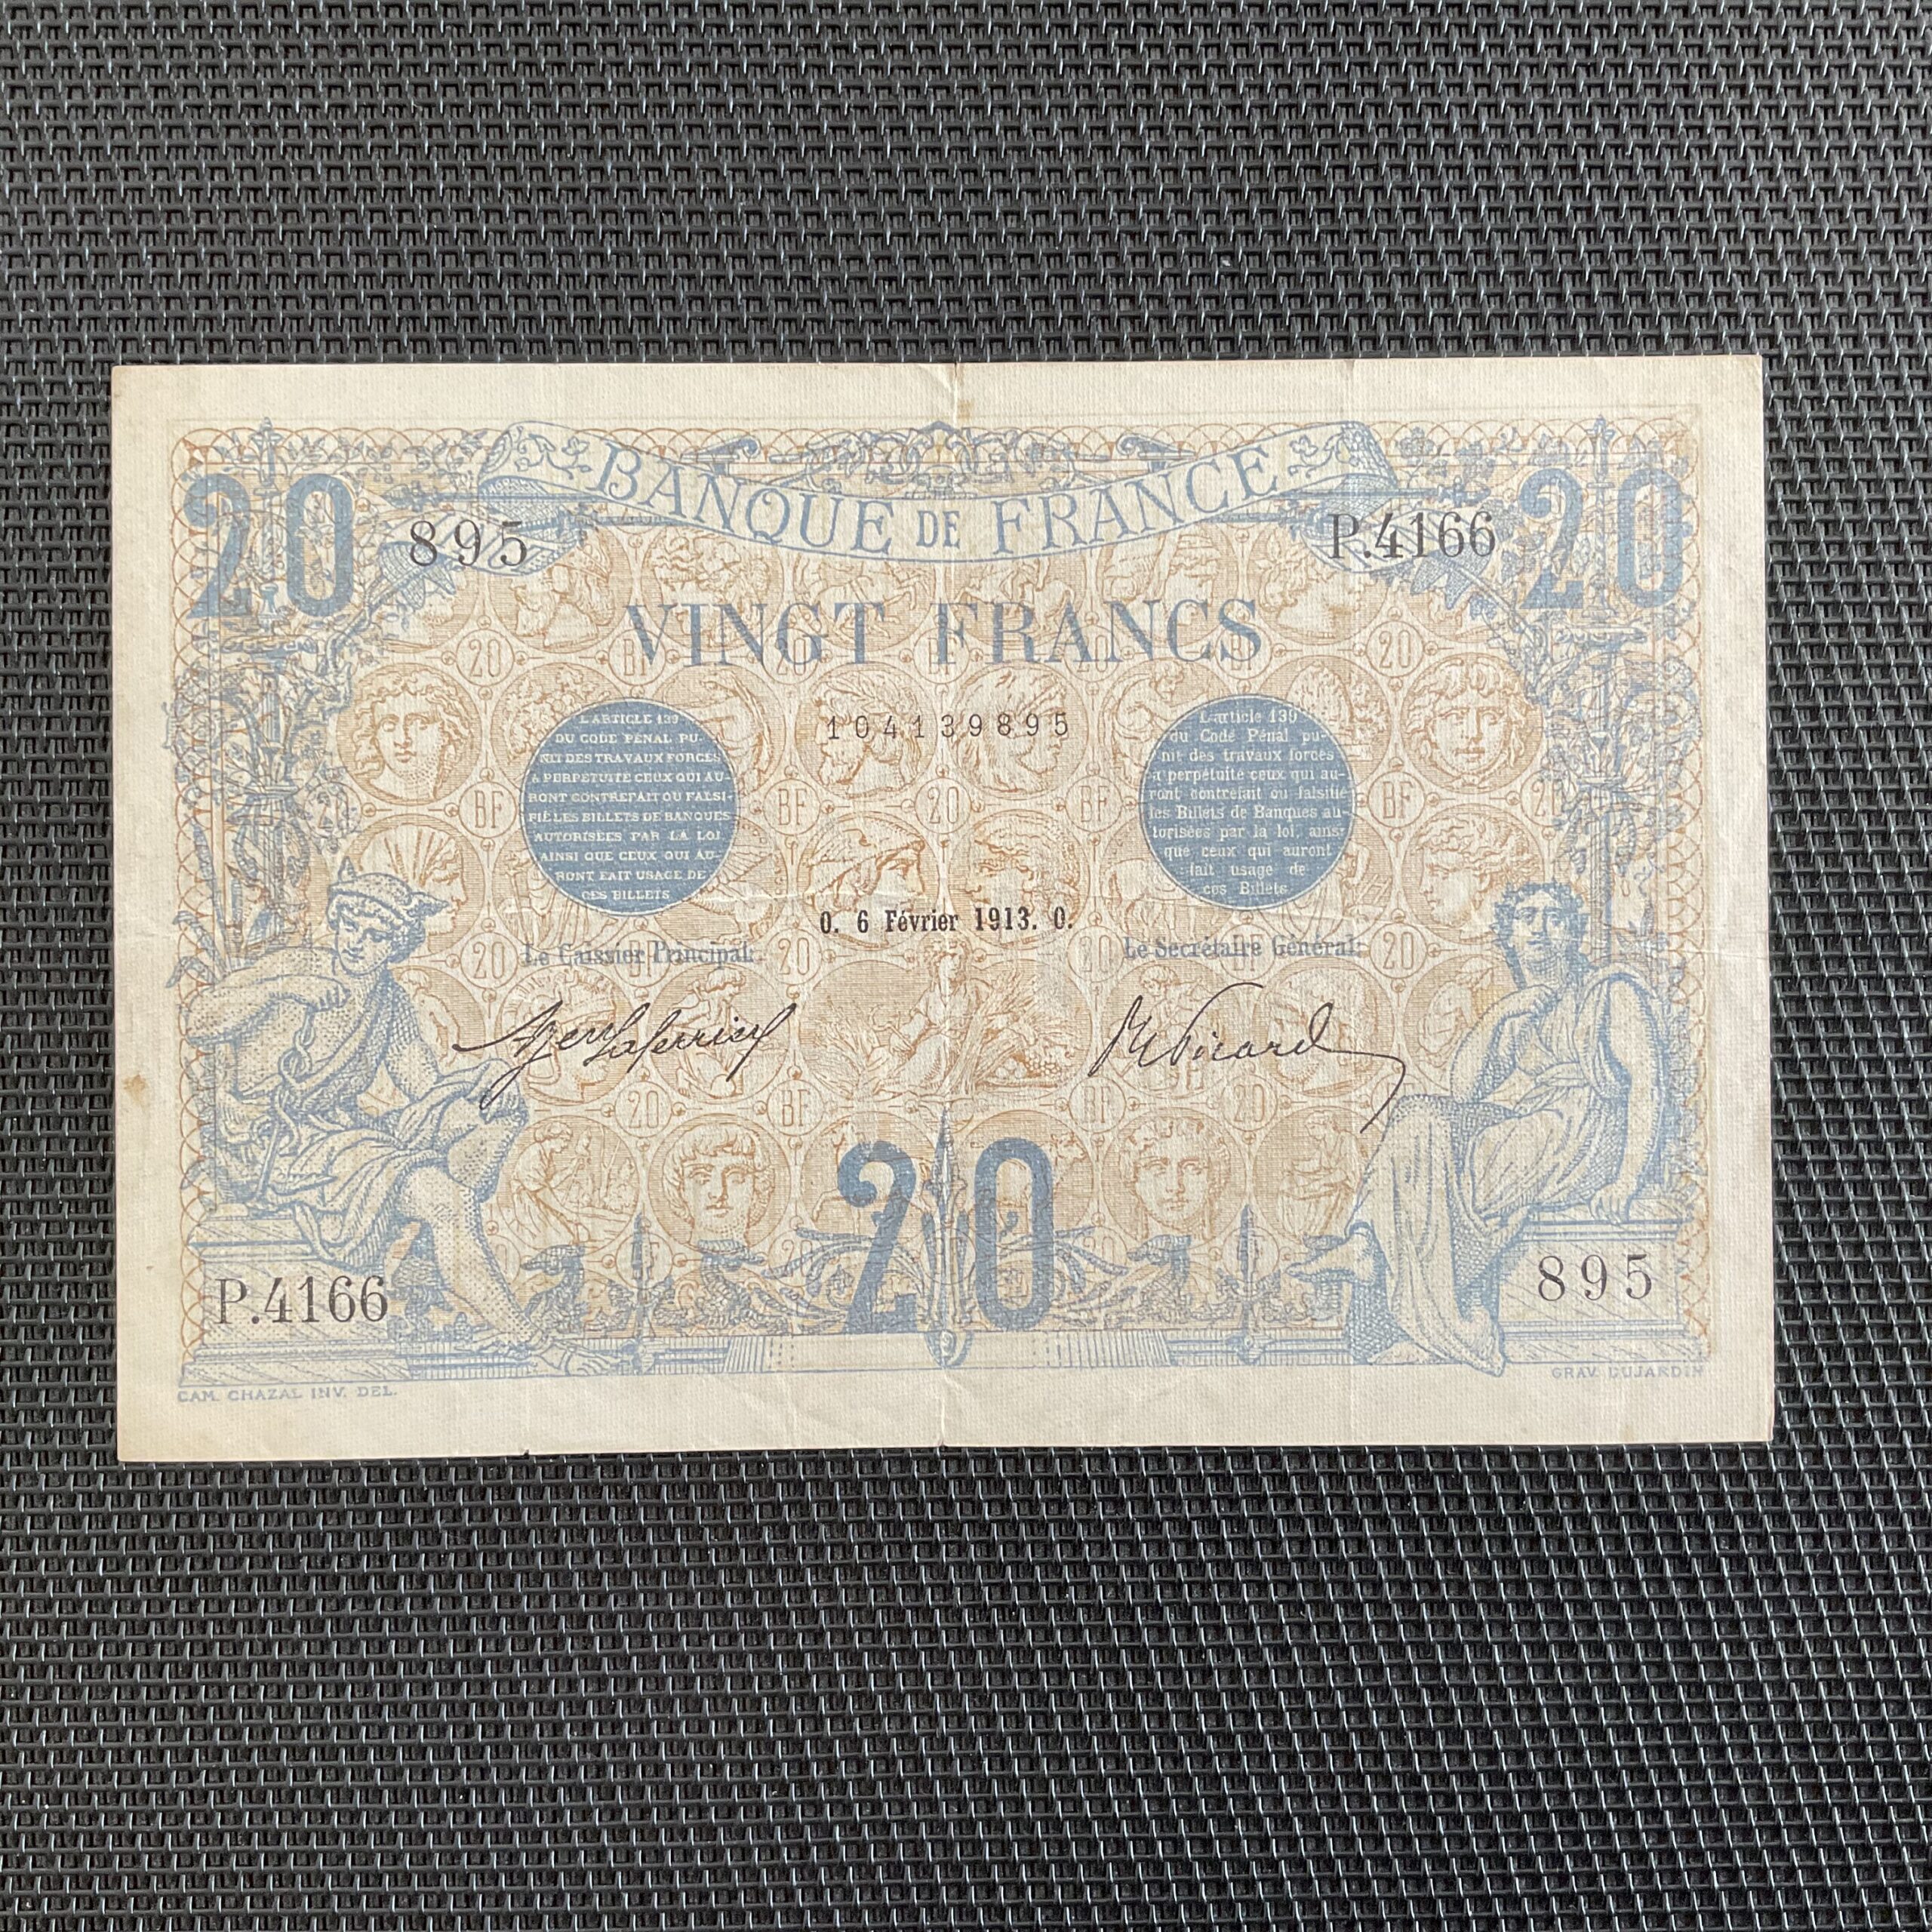 BANQUE DE FRANCE
20
895
P.4166
20
VINGT FRANCS
104139895
L'ARTICLE 139
DU CODE PÉNAL PU-
NIT DES TRAVAUX FORCÉS
À PERPÉTUITÉ CEUX QUI AU-
RONT CONTREFAIT OU FALSI-
FIÉ LES BILLETS DE BANQUES
AUTORISÉES PAR LA LOI,
AINSI QUE CEUX QUI AU-
RONT FAIT USAGE DE
CES BILLETS
L'article 139
du Code Pénal pu-
nit des travaux forcés
à perpétuité ceux qui au-
ront contrefait ou falsifié
les Billets de Banques au-
torisées par la loi, ainsi
que ceux qui auront
fait usage de
ces Billets
BF
20
BF
20
O. 6 Février 1913. O.
Le Caissier Principal:
Le Secrétaire Général:
Picard
20
P.4166
895
CAM. CHAZAL INV. DEL.
GRAV. DUJARDIN